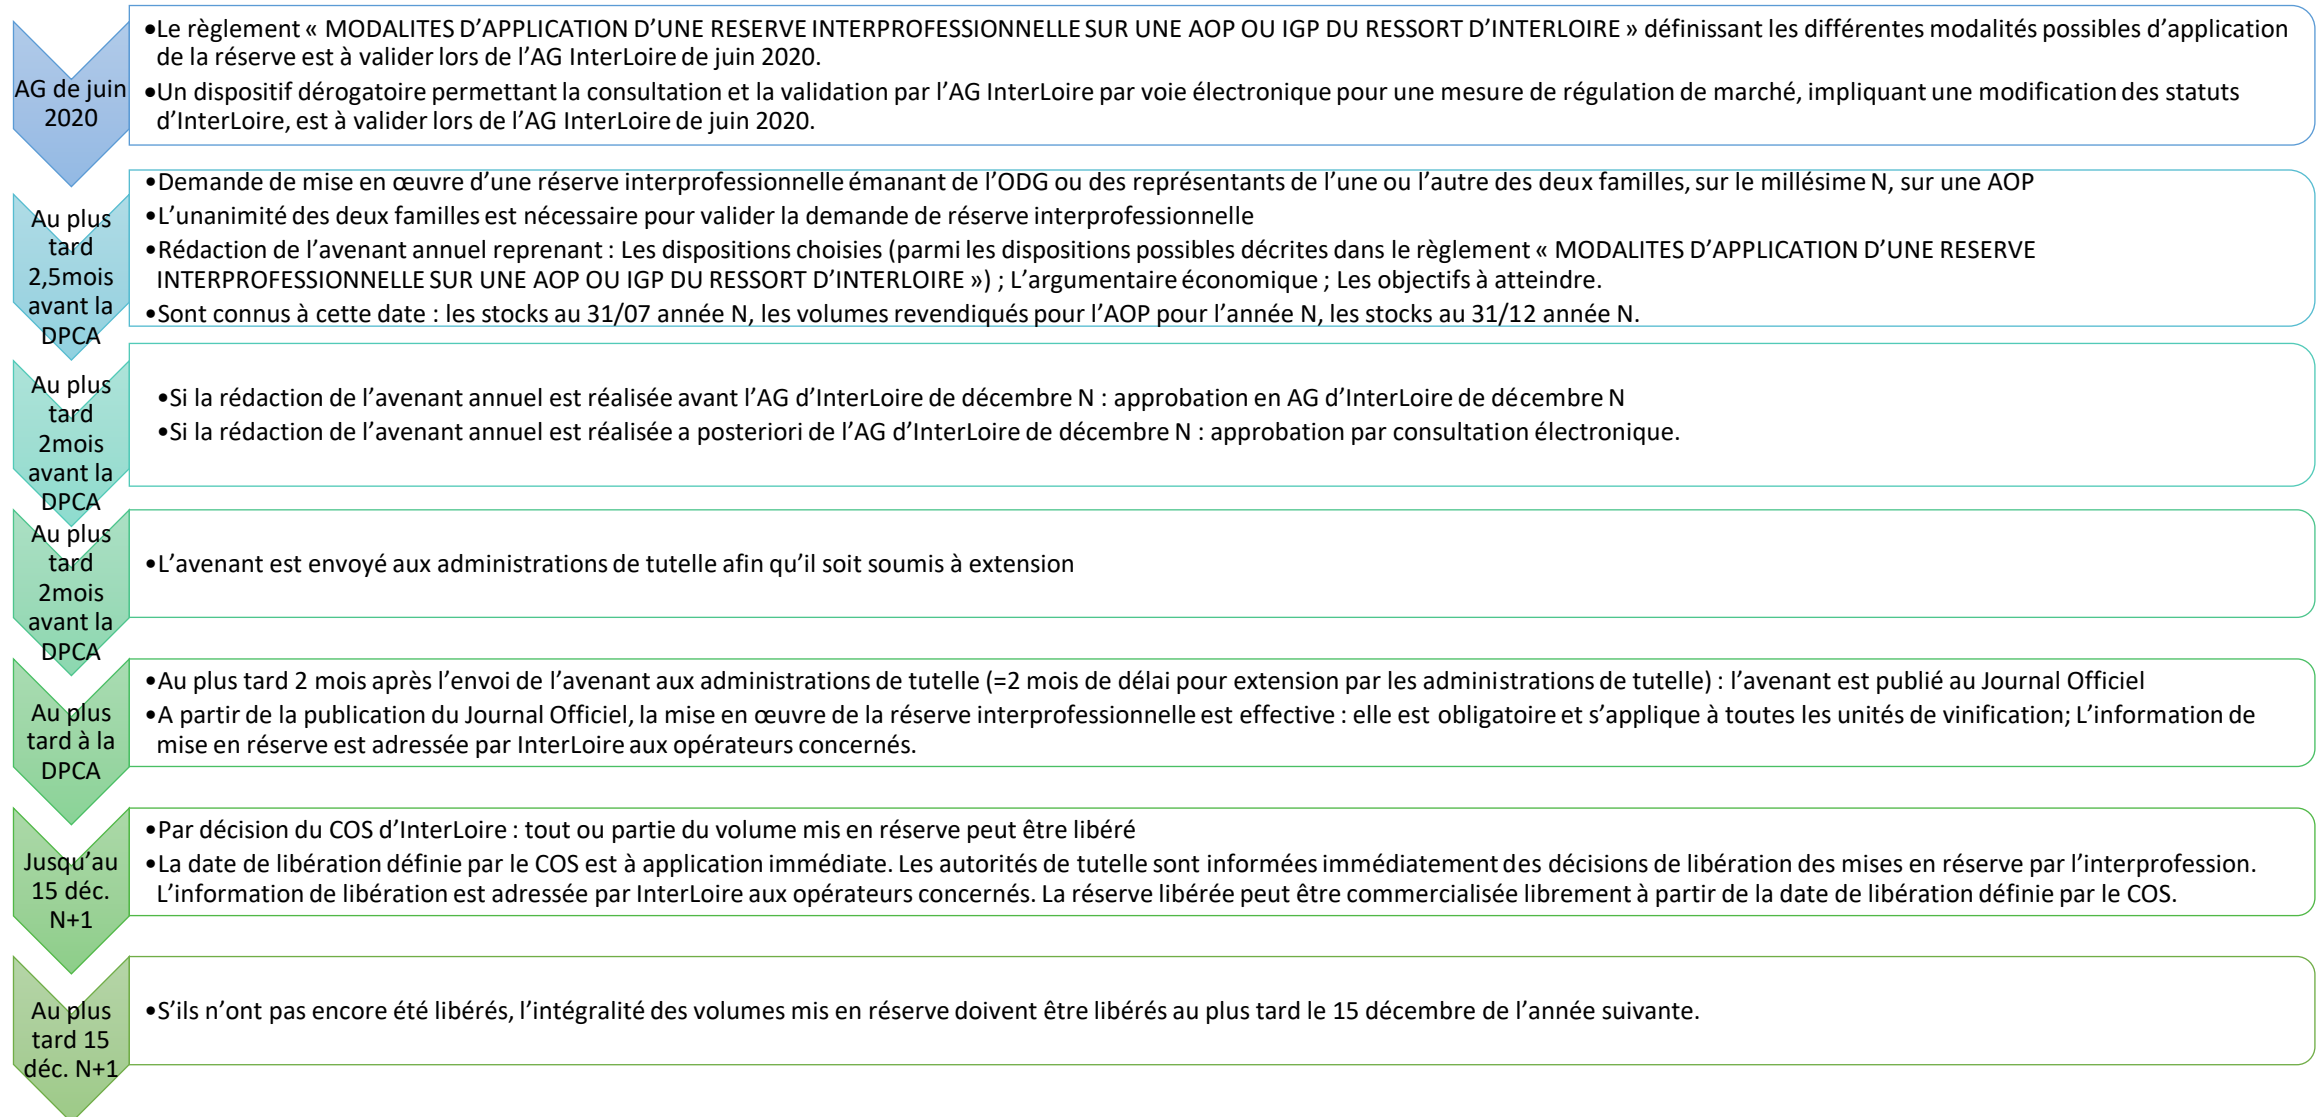 AG de juin
2020
•Le règlement « MODALITES D’APPLICATION D’UNE RESERVE INTERPROFESSIONNELLE SUR UNE AOP OU IGP DU RESSORT D’INTERLOIRE » définissant les différentes modalités possibles d’application
de la réserve est à valider lors de l’AG InterLoire de juin 2020.
•Un dispositif dérogatoire permettant la consultation et la validation par l’AG InterLoire par voie électronique pour une mesure de régulation de marché, impliquant une modification des statuts
d’InterLoire, est à valider lors de l’AG InterLoire de juin 2020.
Au plus
tard
2,5mois
avant la
DPCA
•Demande de mise en œuvre d’une réserve interprofessionnelle émanant de l’ODG ou des représentants de l’une ou l’autre des deux familles, sur le millésime N, sur une AOP
•L’unanimité des deux familles est nécessaire pour valider la demande de réserve interprofessionnelle
•Rédaction de l’avenant annuel reprenant : Les dispositions choisies (parmi les dispositions possibles décrites dans le règlement « MODALITES D’APPLICATION D’UNE RESERVE
INTERPROFESSIONNELLE SUR UNE AOP OU IGP DU RESSORT D’INTERLOIRE ») ; L’argumentaire économique ; Les objectifs à atteindre.
•Sont connus à cette date : les stocks au 31/07 année N, les volumes revendiqués pour l’AOP pour l’année N, les stocks au 31/12 année N.
Au plus
tard
2mois
avant la
DPCA
•Si la rédaction de l’avenant annuel est réalisée avant l’AG d’InterLoire de décembre N : approbation en AG d’InterLoire de décembre N
•Si la rédaction de l’avenant annuel est réalisée a posteriori de l’AG d’InterLoire de décembre N : approbation par consultation électronique.
Au plus
tard
2mois
avant la
DPCA
•L’avenant est envoyé aux administrations de tutelle afin qu’il soit soumis à extension
Au plus
tard à la
DPCA
•Au plus tard 2 mois après l’envoi de l’avenant aux administrations de tutelle (=2 mois de délai pour extension par les administrations de tutelle) : l’avenant est publié au Journal Officiel
•A partir de la publication du Journal Officiel, la mise en œuvre de la réserve interprofessionnelle est effective : elle est obligatoire et s’applique à toutes les unités de vinification; L’information de
mise en réserve est adressée par InterLoire aux opérateurs concernés.
Jusqu’au
15 déc.
N+1
•Par décision du COS d’InterLoire : tout ou partie du volume mis en réserve peut être libéré
•La date de libération définie par le COS est à application immédiate. Les autorités de tutelle sont informées immédiatement des décisions de libération des mises en réserve par l’interprofession.
L’information de libération est adressée par InterLoire aux opérateurs concernés. La réserve libérée peut être commercialisée librement à partir de la date de libération définie par le COS.
Au plus
tard 15
déc. N+1
•S’ils n’ont pas encore été libérés, l’intégralité des volumes mis en réserve doivent être libérés au plus tard le 15 décembre de l’année suivante.